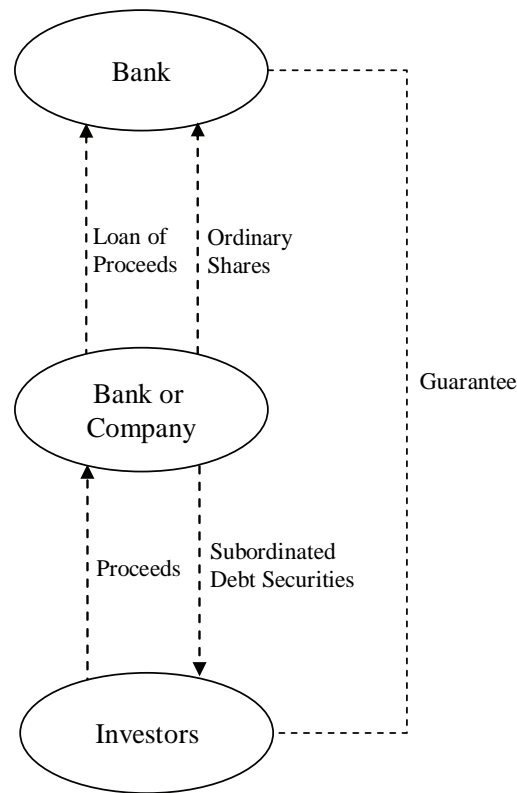 Bank
Loan of
Proceeds
Ordinary
Shares
Bank or
Company
Guarantee
Proceeds
Subordinated
Debt Securities
Investors